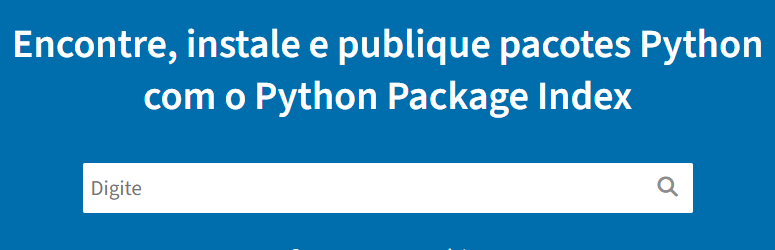 Encontre, instale e publique pacotes Python
com o Python Package Index
Digite